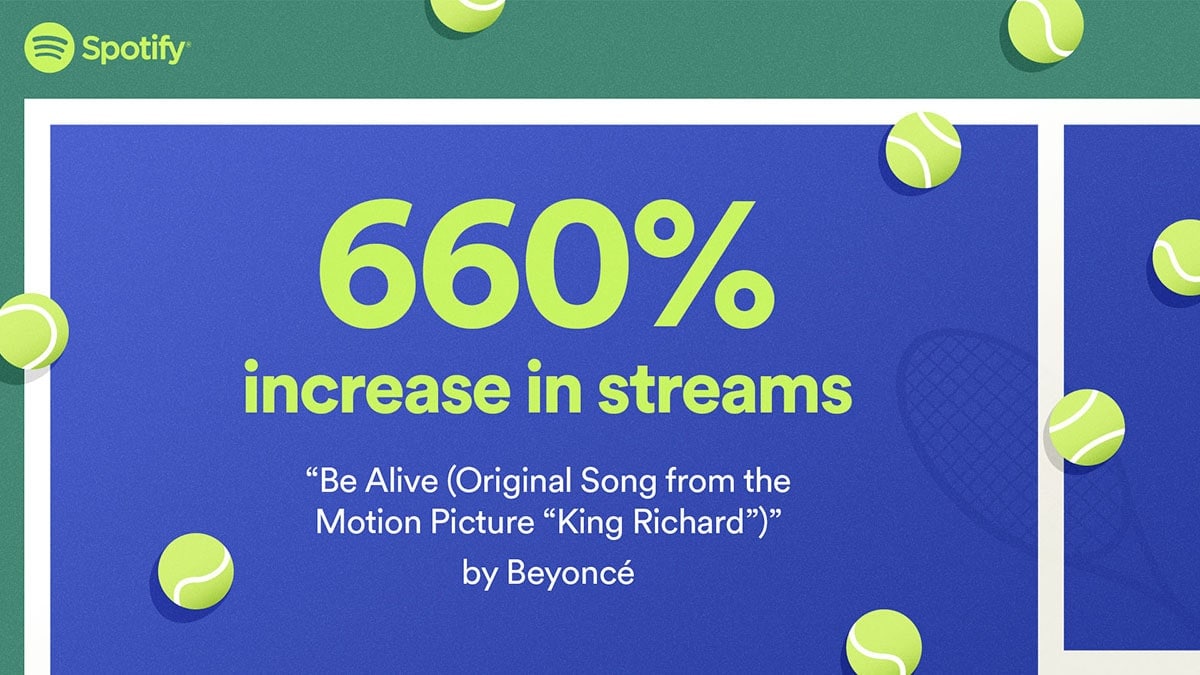 Spotify®
660%
increase in streams
“Be Alive (Original Song from the
Motion Picture “King Richard”)”
by Beyoncé